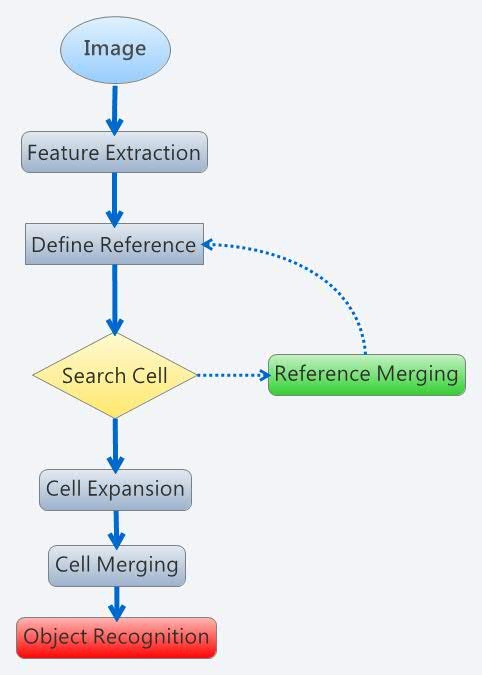 Image
Feature Extraction
Define Reference
Search Cell
Reference Merging
Cell Expansion
Cell Merging
Object Recognition